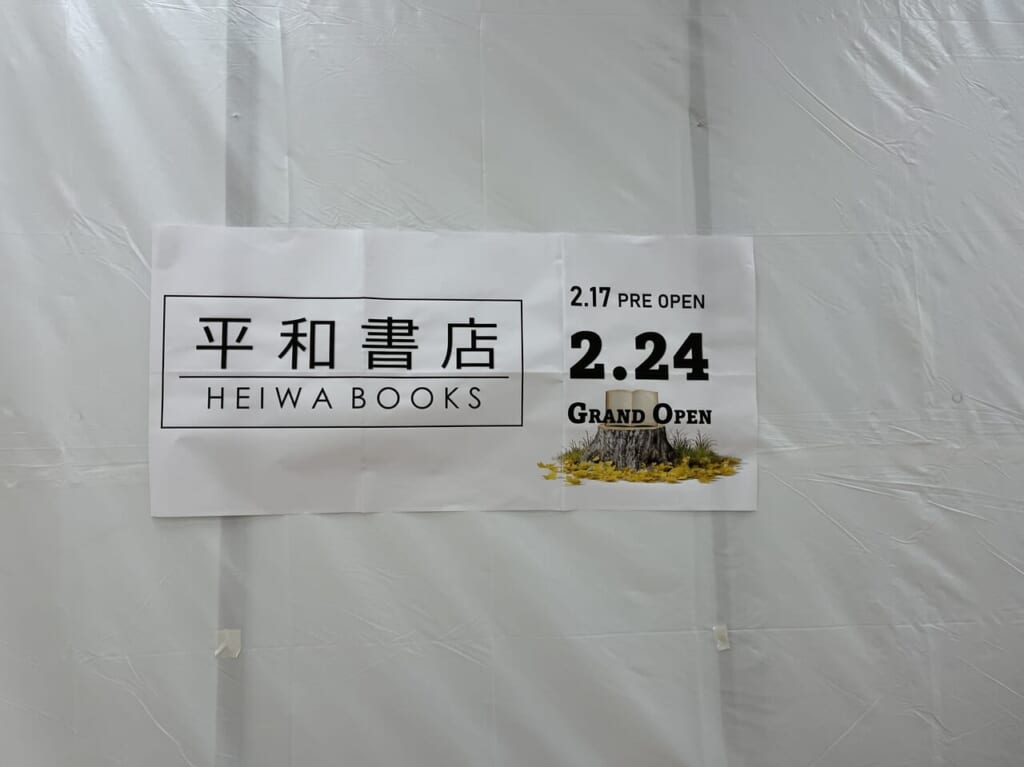 平和書店
HEIWA BOOKS
2.17 PRE OPEN
2.24
GRAND OPEN